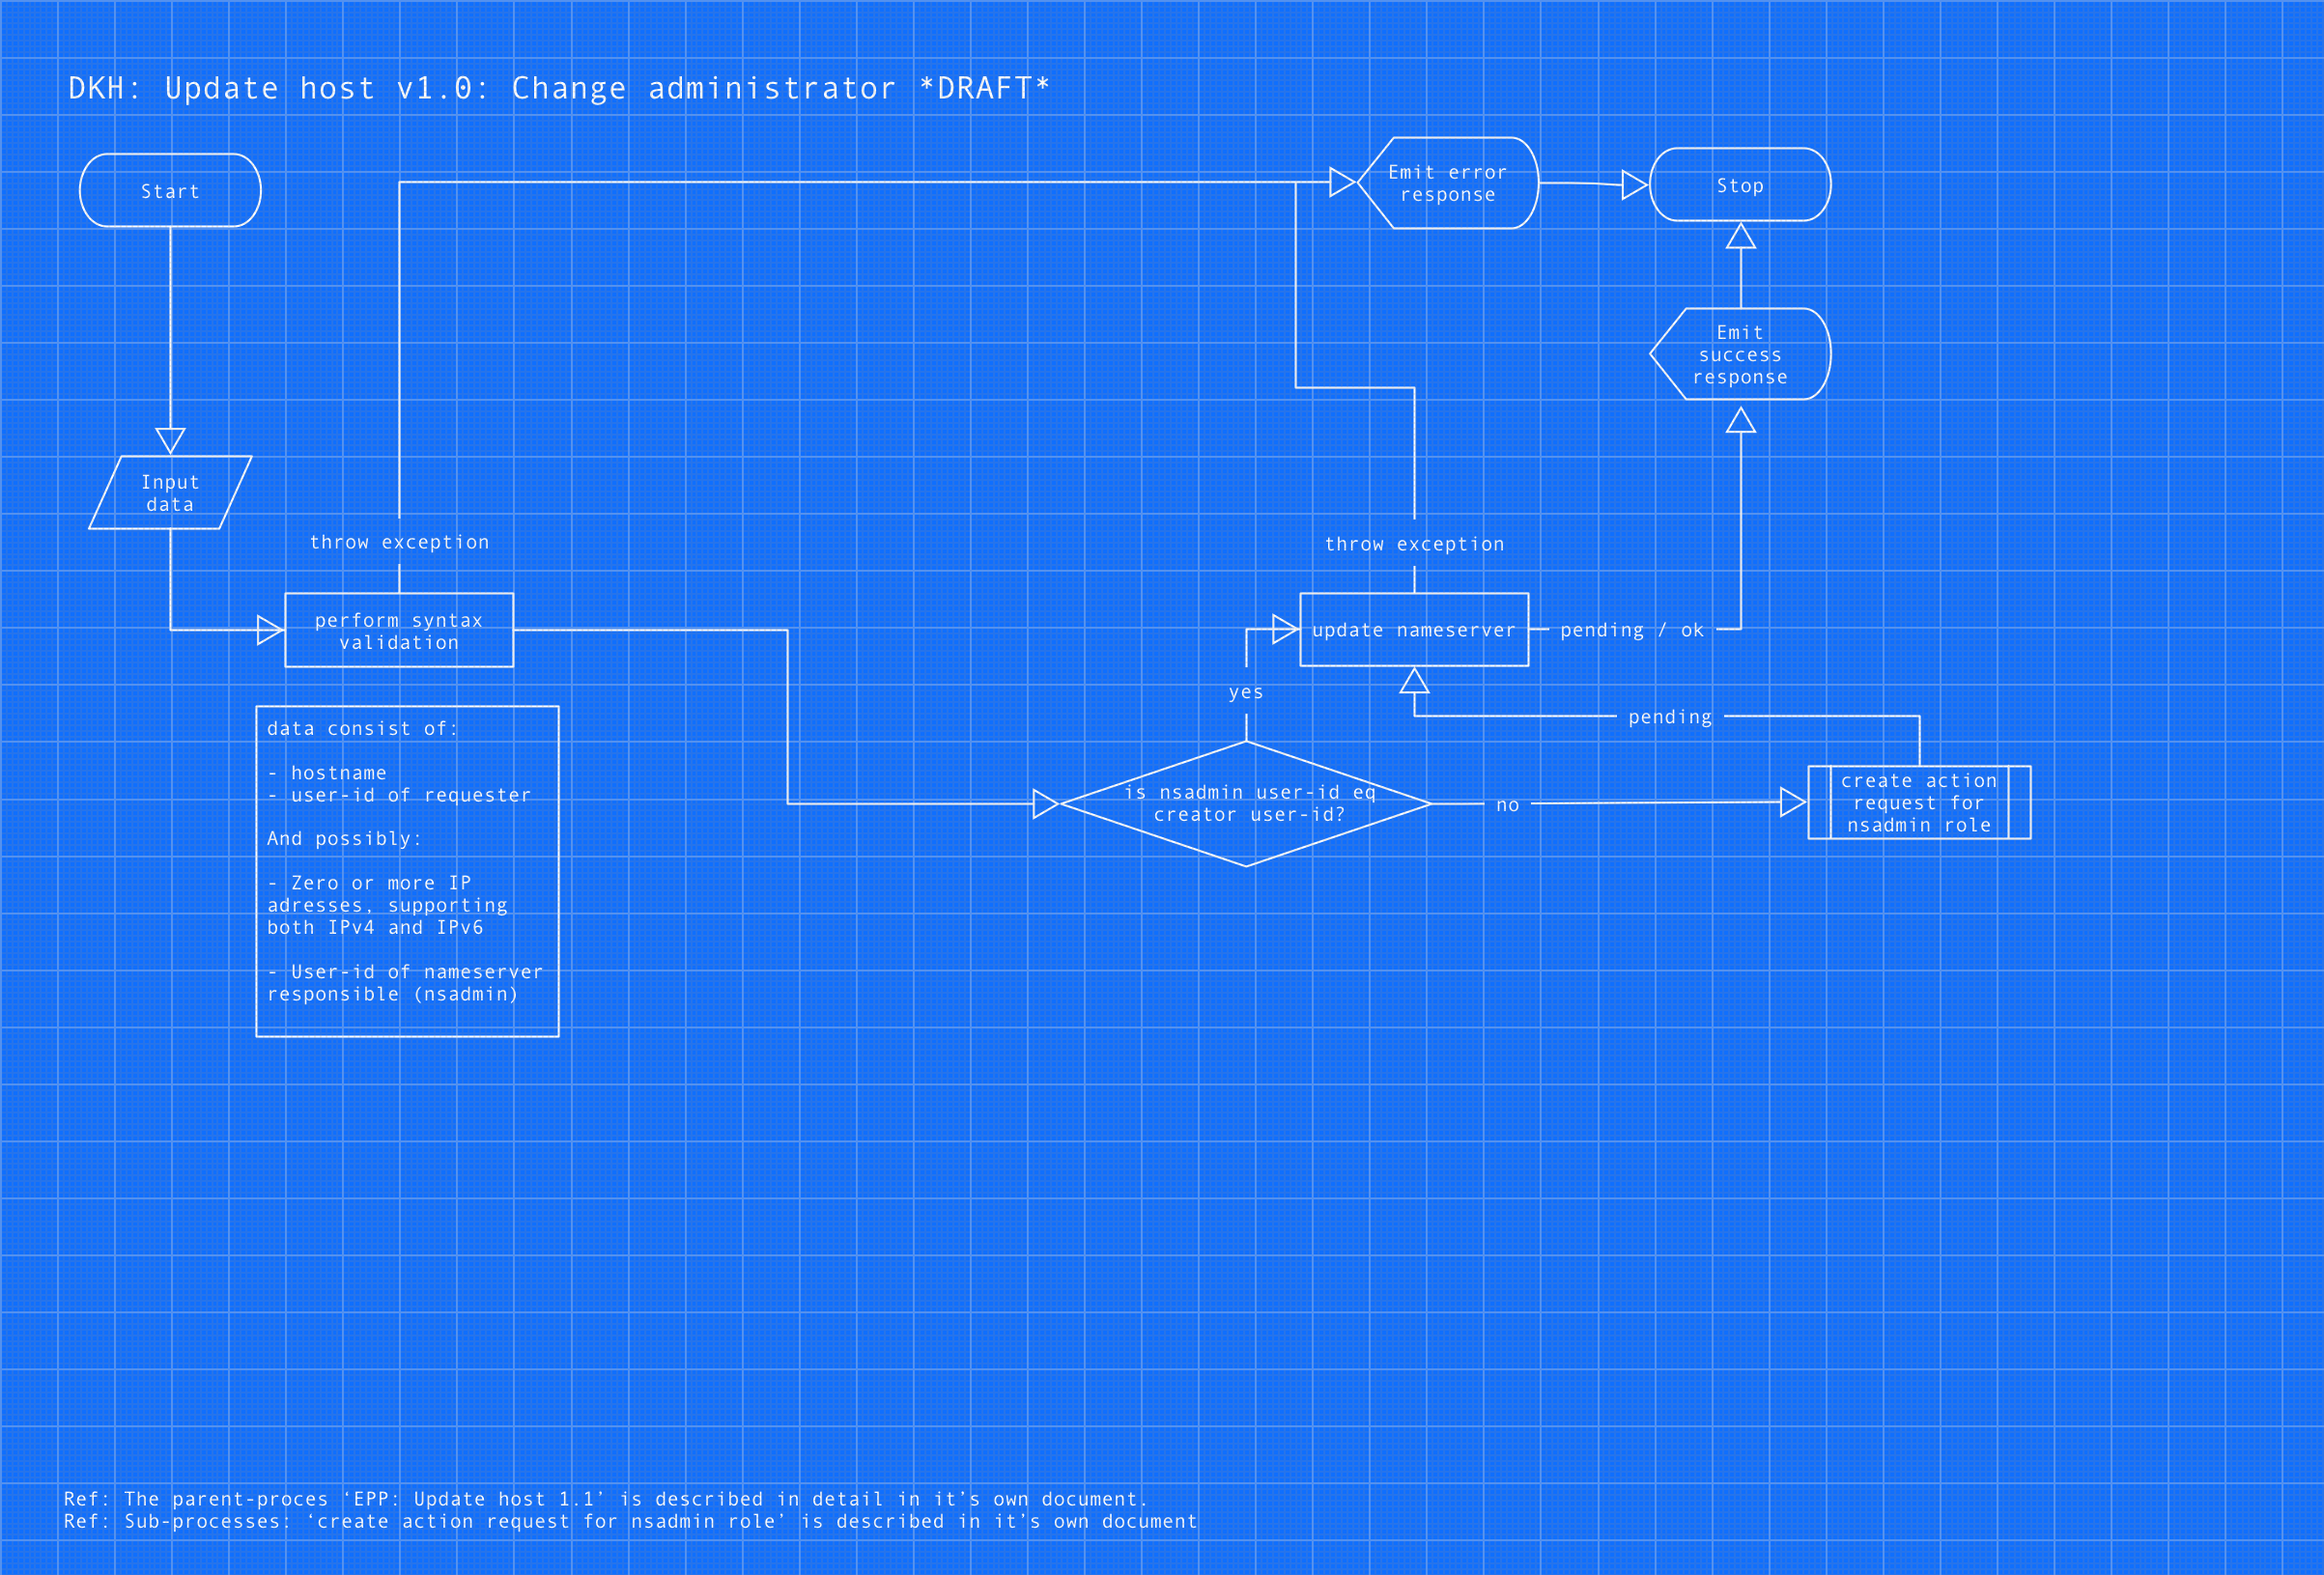 DKH: Update host v1.0: Change administrator *DRAFT*
Start
Emit error
response
Stop
Emit
success
response
Input
data
throw exception
throw exception
perform syntax
validation
update nameserver
pending / ok
yes
pending
data consist of:
- hostname
- user-id of requester
And possibly:
- Zero or more IP
adresses, supporting
both IPv4 and IPv6
- User-id of nameserver
responsible (nsadmin)
is nsadmin user-id eq
creator user-id?
no
create action
request for
nsadmin role
Ref: The parent-proces ‘EPP: Update host 1.1’ is described in detail in it’s own document.
Ref: Sub-processes: ‘create action request for nsadmin role’ is described in it’s own document